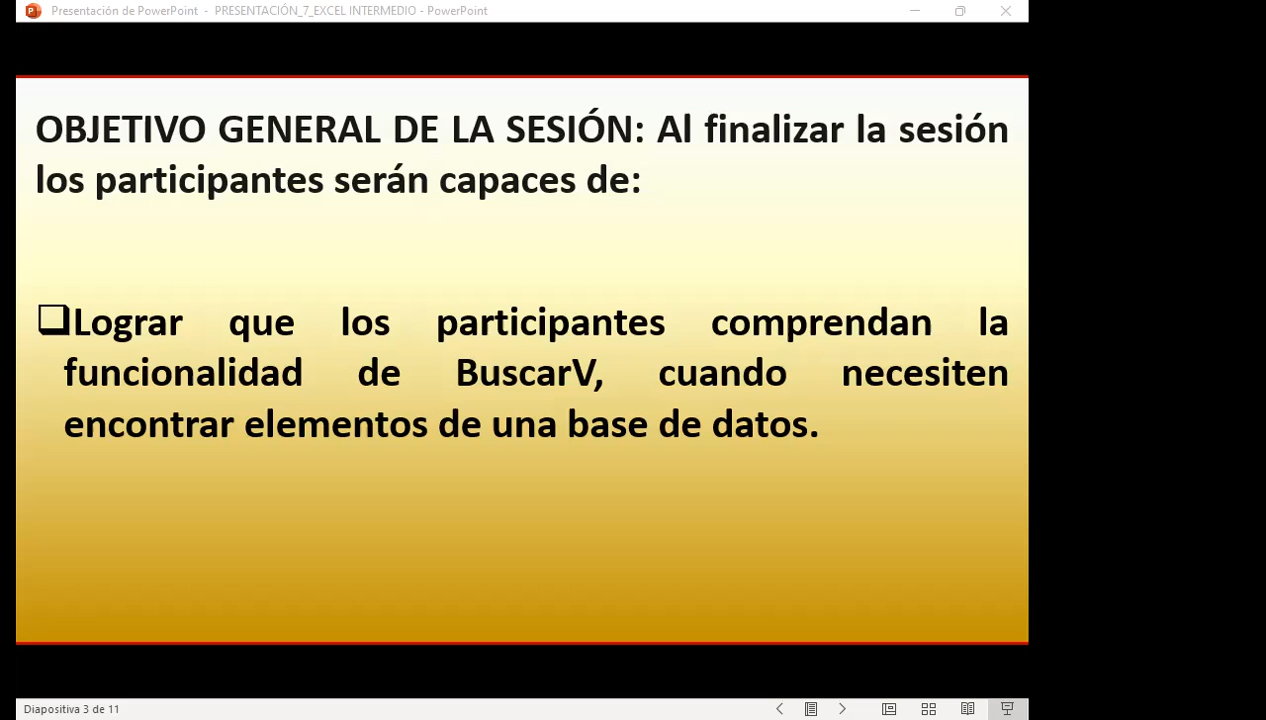 Presentación de PowerPoint - PRESENTACIÓN_7_EXCEL INTERMEDIO - PowerPoint
OBJETIVO GENERAL DE LA SESIÓN: Al finalizar la sesión
los participantes serán capaces de:
Lograr que los participantes comprendan la
funcionalidad de BuscarV, cuando necesiten
encontrar elementos de una base de datos.
Diapositiva 3 de 11